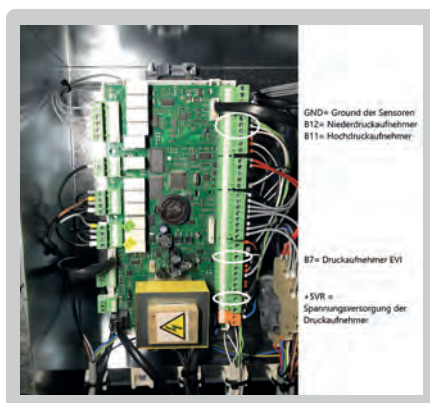 GND= Ground der Sensoren
B12= Niederdruckaufnehmer
B11= Hochdruckaufnehmer
B7= Druckaufnehmer EVI
+5VR =
Spannungsversorgung der
Druckaufnehmer